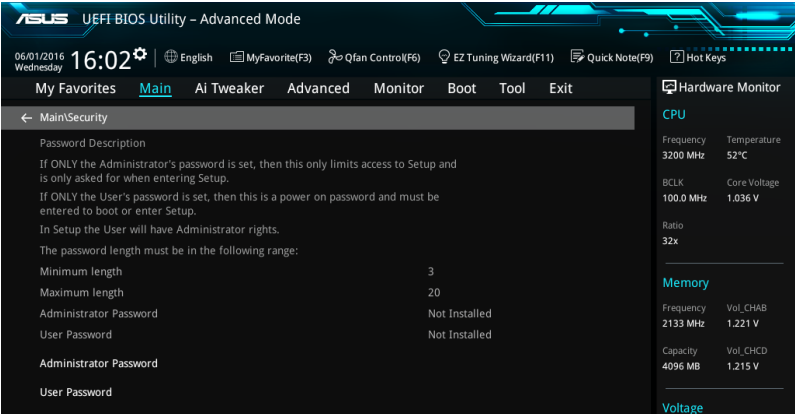 ASUS UEFI BIOS Utility – Advanced Mode
06/01/2016
Wednesday
16:02
English MyFavorite(F3) Qfan Control(F6) EZ Tuning Wizard(F11) Quick Note(F9) ? Hot Keys
My Favorites Main Ai Tweaker Advanced Monitor Boot Tool Exit
← Main\Security
Password Description
If ONLY the Administrator's password is set, then this only limits access to Setup and
is only asked for when entering Setup.
If ONLY the User's password is set, then this is a power on password and must be
entered to boot or enter Setup.
In Setup the User will have Administrator rights.
The password length must be in the following range:
Minimum length 3
Maximum length 20
Administrator Password Not Installed
User Password Not Installed
Administrator Password
User Password
Hardware Monitor
CPU
Frequency Temperature
3200 MHz 52°C
BCLK Core Voltage
100.0 MHz 1.036 V
Ratio
32x
Memory
Frequency Vol_CHAB
2133 MHz 1.221 V
Capacity Vol_CHCD
4096 MB 1.215 V
Voltage